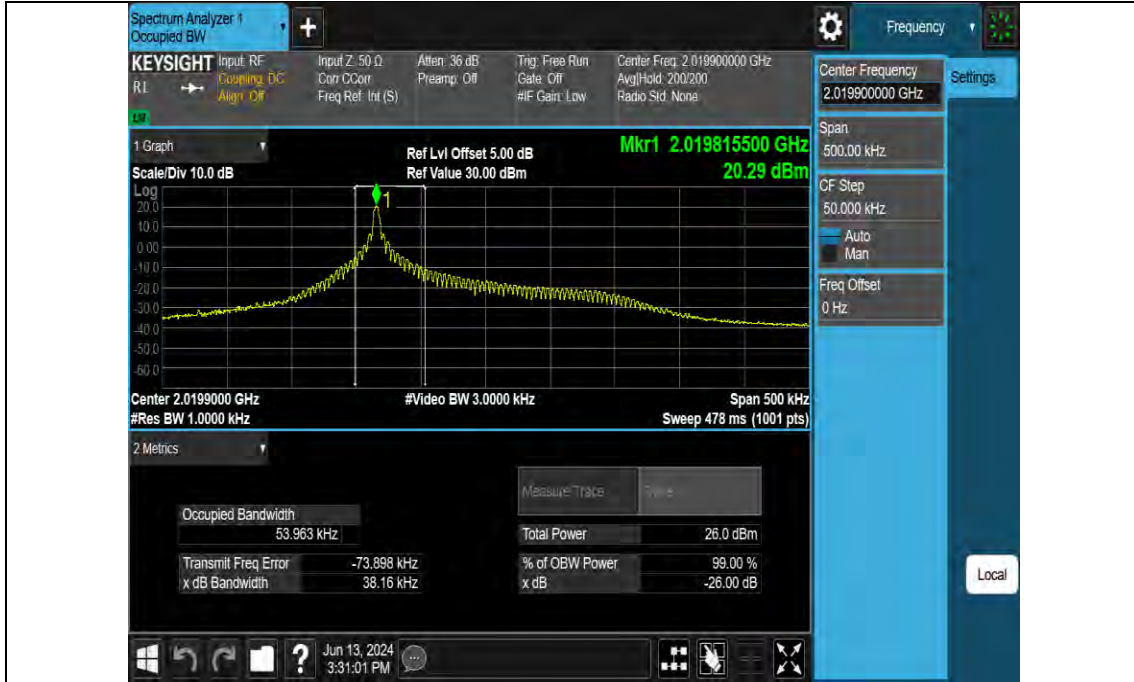 Spectrum Analyzer 1
Occupied BW
+
Frequency
KEYSIGHT
Input: RF
Coupling: DC
Align: Off
Input Z: 50 Ω
Corr CCorr
Freq Ref: Int (S)
Atten: 36 dB
Preamp: Off
Trig: Free Run
Gate: Off
#IF Gain: Low
Center Freq: 2.019900000 GHz
Avg|Hold: 200/200
Radio Std: None
Center Frequency
2.019900000 GHz
Settings
Span
500.00 kHz
CF Step
50.000 kHz
Auto
Man
Freq Offset
0 Hz
1 Graph
Scale/Div 10.0 dB
Ref Lvl Offset 5.00 dB
Ref Value 30.00 dBm
Mkr1 2.019815500 GHz
20.29 dBm
Log
20.0
10.0
0.00
-10.0
-20.0
-30.0
-40.0
-50.0
-60.0
1
Center 2.0199000 GHz
#Res BW 1.0000 kHz
#Video BW 3.0000 kHz
Span 500 kHz
Sweep 478 ms (1001 pts)
2 Metrics
Measure Trace
Occupied Bandwidth
53.963 kHz
Total Power 26.0 dBm
Transmit Freq Error -73.898 kHz
% of OBW Power 99.00 %
x dB Bandwidth 38.16 kHz
x dB -26.00 dB
Local
?
Jun 13, 2024
3:31:01 PM